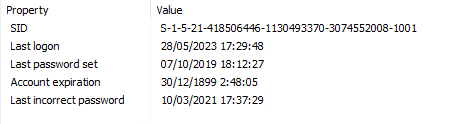 Property Value
SID S-1-5-21-418506446-1130493370-3074552008-1001
Last logon 28/05/2023 17:29:48
Last password set 07/10/2019 18:12:27
Account expiration 30/12/1899 2:48:05
Last incorrect password 10/03/2021 17:37:29